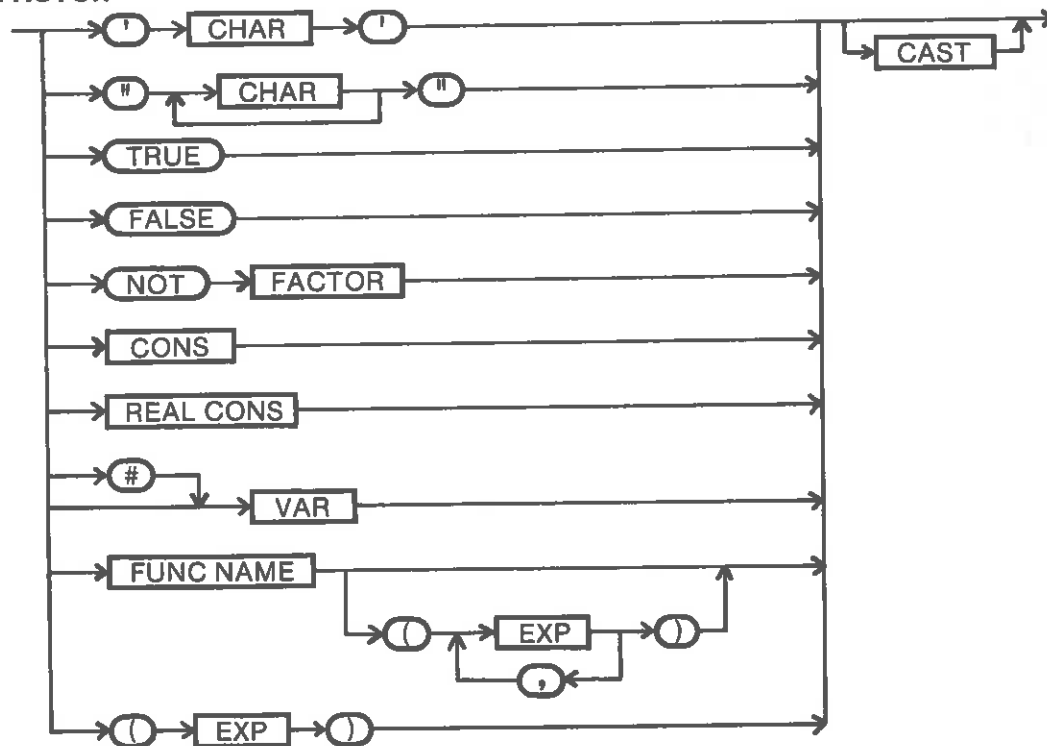 ' CHAR '
CAST
" CHAR "
TRUE
FALSE
NOT FACTOR
CONS
REAL CONS
#
VAR
FUNC NAME
( EXP )
,
( EXP )